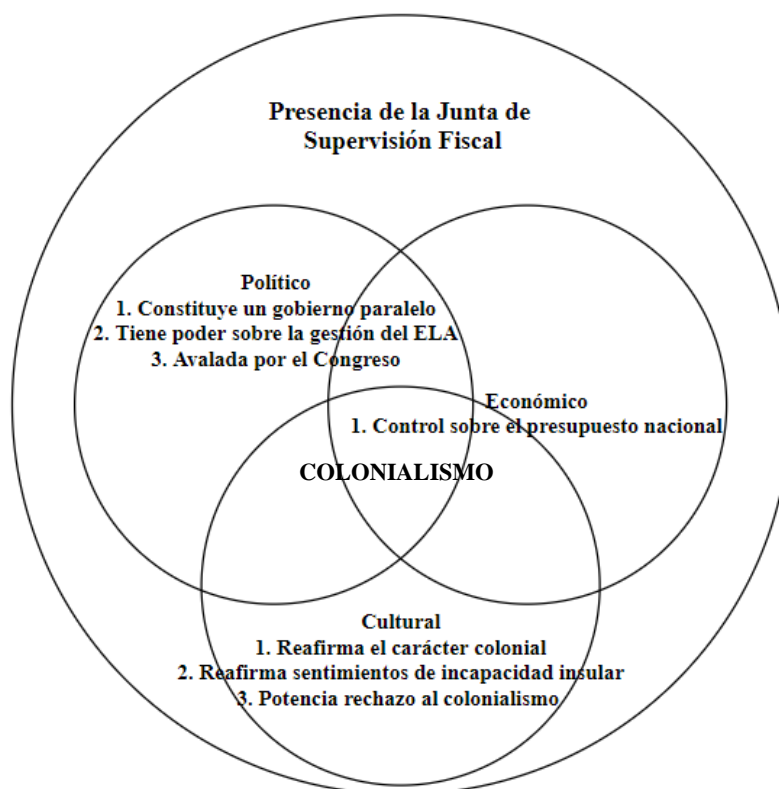 Presencia de la Junta de
Supervisión Fiscal
Político
1. Constituye un gobierno paralelo
2. Tiene poder sobre la gestión del ELA
3. Avalada por el Congreso
Económico
1. Control sobre el presupuesto nacional
COLONIALISMO
Cultural
1. Reafirma el carácter colonial
2. Reafirma sentimientos de incapacidad insular
3. Potencia rechazo al colonialismo